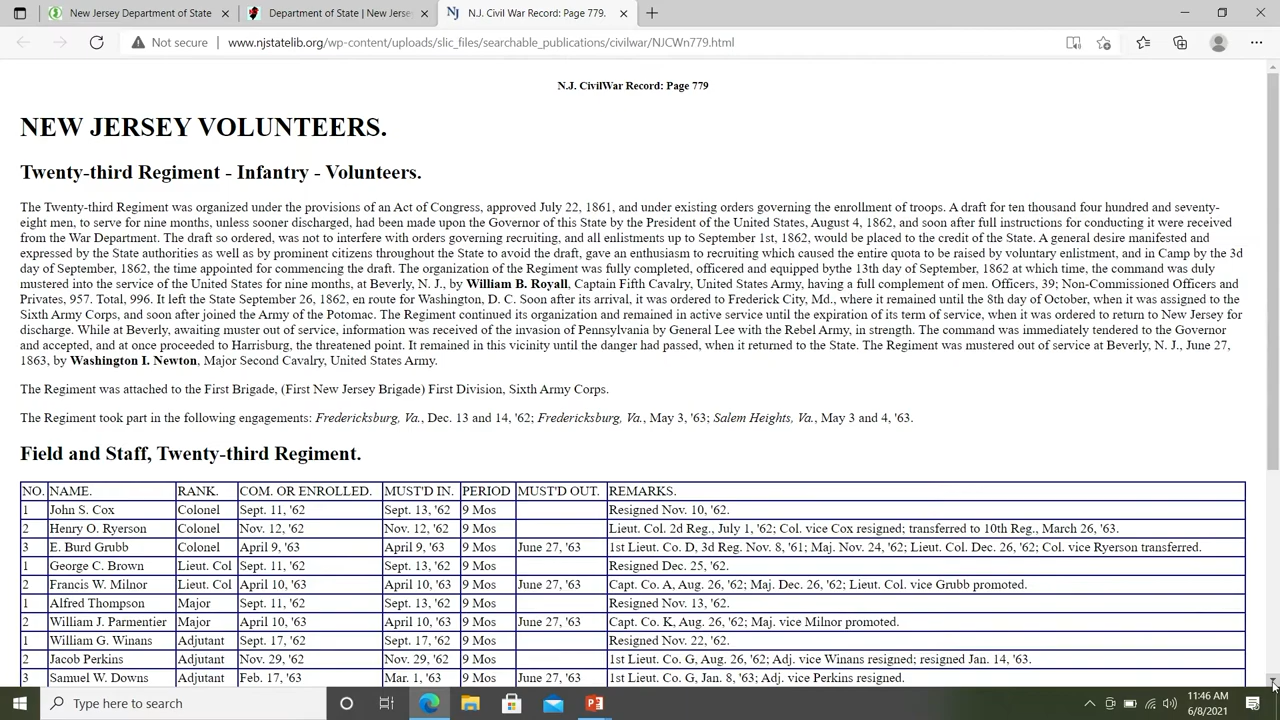 New Jersey Department of State
Department of State | New Jerse
N.J. Civil War Record: Page 779.
Not secure
www.njstatelib.org/wp-content/uploads/slic_files/searchable_publications/civilwar/NJCWn779.html
N.J. CivilWar Record: Page 779
NEW JERSEY VOLUNTEERS.
Twenty-third Regiment - Infantry - Volunteers.
The Twenty-third Regiment was organized under the provisions of an Act of Congress, approved July 22, 1861, and under existing orders governing the enrollment of troops. A draft for ten thousand four hundred and seventy-
eight men, to serve for nine months, unless sooner discharged, had been made upon the Governor of this State by the President of the United States, August 4, 1862, and soon after full instructions for conducting it were received
from the War Department. The draft so ordered, was not to interfere with orders governing recruiting, and all enlistments up to September 1st, 1862, would be placed to the credit of the State. A general desire manifested and
expressed by the State authorities as well as by prominent citizens throughout the State to avoid the draft, gave an enthusiasm to recruiting which caused the entire quota to be raised by voluntary enlistment, and in Camp by the 3d
day of September, 1862, the time appointed for commencing the draft. The organization of the Regiment was fully completed, officered and equipped bythe 13th day of September, 1862 at which time, the command was duly
mustered into the service of the United States for nine months, at Beverly, N. J., by William B. Royall, Captain Fifth Cavalry, United States Army, having a full complement of men. Officers, 39; Non-Commissioned Officers and
Privates, 957. Total, 996. It left the State September 26, 1862, en route for Washington, D. C. Soon after its arrival, it was ordered to Frederick City, Md., where it remained until the 8th day of October, when it was assigned to the
Sixth Army Corps, and soon after joined the Army of the Potomac. The Regiment continued its organization and remained in active service until the expiration of its term of service, when it was ordered to return to New Jersey for
discharge. While at Beverly, awaiting muster out of service, information was received of the invasion of Pennsylvania by General Lee with the Rebel Army, in strength. The command was immediately tendered to the Governor
and accepted, and at once proceeded to Harrisburg, the threatened point. It remained in this vicinity until the danger had passed, when it returned to the State. The Regiment was mustered out of service at Beverly, N. J., June 27,
1863, by Washington I. Newton, Major Second Cavalry, United States Army.
The Regiment was attached to the First Brigade, (First New Jersey Brigade) First Division, Sixth Army Corps.
The Regiment took part in the following engagements: Fredericksburg, Va., Dec. 13 and 14, '62; Fredericksburg, Va., May 3, '63; Salem Heights, Va., May 3 and 4, '63.
Field and Staff, Twenty-third Regiment.
NO. NAME. RANK. COM. OR ENROLLED. MUST'D IN. PERIOD MUST'D OUT. REMARKS.
1 John S. Cox Colonel Sept. 11, '62 Sept. 13, '62 9 Mos Resigned Nov. 10, '62.
2 Henry O. Ryerson Colonel Nov. 12, '62 Nov. 12, '62 9 Mos Lieut. Col. 2d Reg., July 1, '62; Col. vice Cox resigned; transferred to 10th Reg., March 26, '63.
3 E. Burd Grubb Colonel April 9, '63 April 9, '63 9 Mos June 27, '63 1st Lieut. Co. D, 3d Reg. Nov. 8, '61; Maj. Nov. 24, '62; Lieut. Col. Dec. 26, '62; Col. vice Ryerson transferred.
1 George C. Brown Lieut. Col Sept. 11, '62 Sept. 13, '62 9 Mos Resigned Dec. 25, '62.
2 Francis W. Milnor Lieut. Col April 10, '63 April 10, '63 9 Mos June 27, '63 Capt. Co. A, Aug. 26, '62; Maj. Dec. 26, '62; Lieut. Col. vice Grubb promoted.
1 Alfred Thompson Major Sept. 11, '62 Sept. 13, '62 9 Mos Resigned Nov. 13, '62.
2 William J. Parmentier Major April 10, '63 April 10, '63 9 Mos June 27, '63 Capt. Co. K, Aug. 26, '62; Maj. vice Milnor promoted.
1 William G. Winans Adjutant Sept. 17, '62 Sept. 17, '62 9 Mos Resigned Nov. 22, '62.
2 Jacob Perkins Adjutant Nov. 29, '62 Nov. 29, '62 9 Mos 1st Lieut. Co. G, Aug. 26, '62; Adj. vice Winans resigned; resigned Jan. 14, '63.
3 Samuel W. Downs Adjutant Feb. 17, '63 Mar. 1, '63 9 Mos June 27, '63 1st Lieut. Co. G, Jan. 8, '63; Adj. vice Perkins resigned.
Type here to search
11:46 AM
6/8/2021